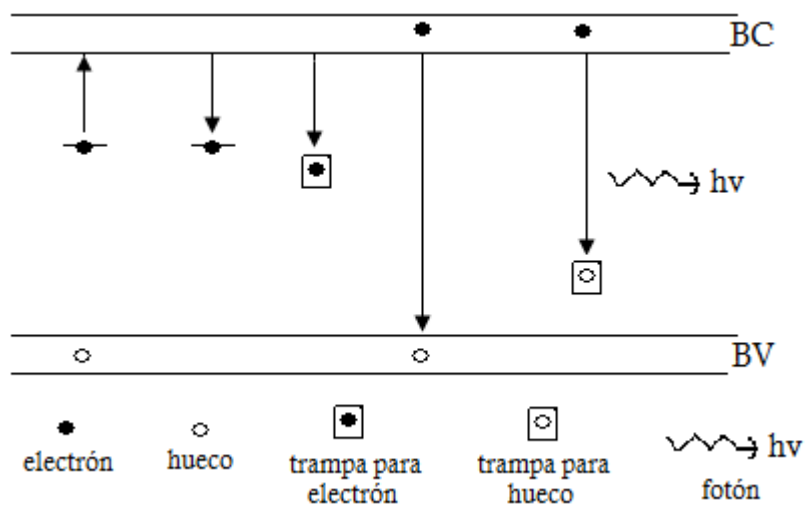 BC
hv
BV
electrón
hueco
trampa para
electrón
trampa para
hueco
hv
fotón